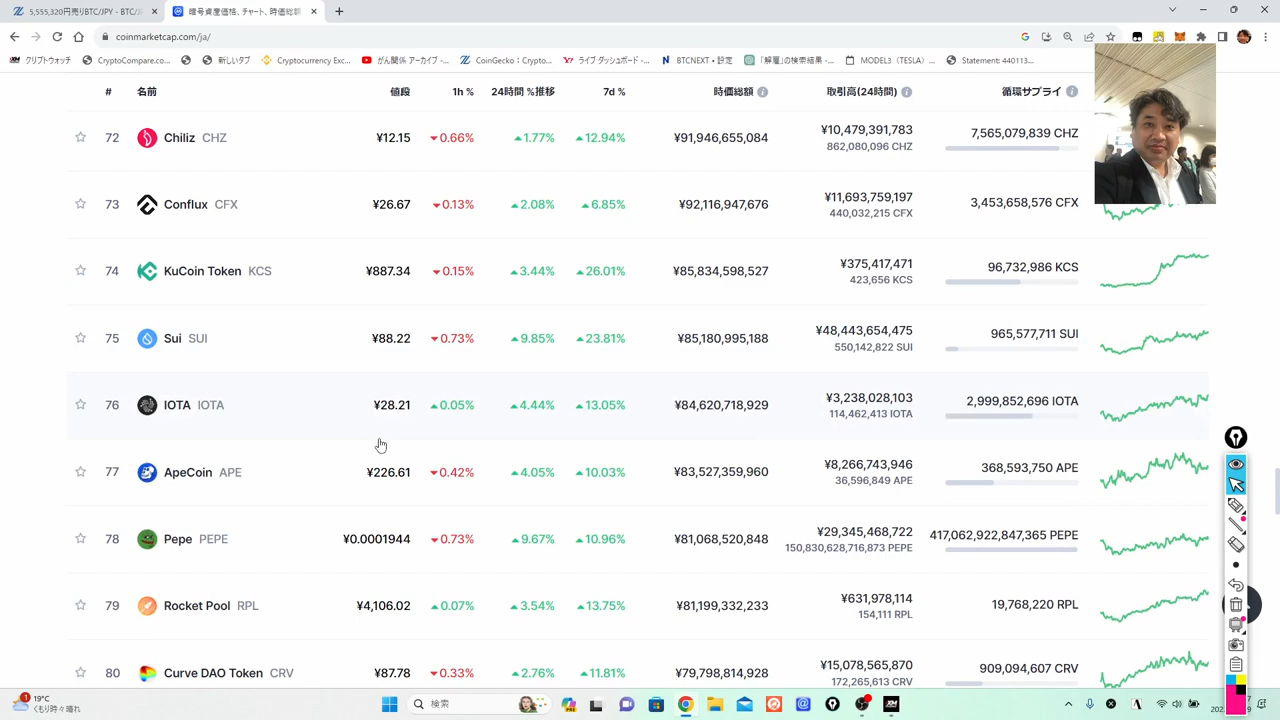 5,555,320円売りBTC/JPY - BTC/JP
暗号資産価格、チャート、時価総額
coinmarketcap.com/ja/
クリプトウォッチ
CryptoCompare.co...
新しいタブ
Cryptocurrency Exc...
がん関係 アーカイブ -...
CoinGecko : Crypto...
ライブ ダッシュボード -...
BTCNEXT • 設定
「解雇」の検索結果 -...
MODEL3（TESLA）...
Statement: 440113...
# 名前 値段 1h % 24時間 %推移 7d % 時価総額 取引高(24時間) 循環サプライ
72 Chiliz CHZ ¥12.15 0.66% 1.77% 12.94% ¥91,946,655,084 ¥10,479,391,783 7,565,079,839 CHZ
862,080,096 CHZ
73 Conflux CFX ¥26.67 0.13% 2.08% 6.85% ¥92,116,947,676 ¥11,693,759,197 3,453,658,576 CFX
440,032,215 CFX
74 KuCoin Token KCS ¥887.34 0.15% 3.44% 26.01% ¥85,834,598,527 ¥375,417,471 96,732,986 KCS
423,656 KCS
75 Sui SUI ¥88.22 0.73% 9.85% 23.81% ¥85,180,995,188 ¥48,443,654,475 965,577,711 SUI
550,142,822 SUI
76 IOTA IOTA ¥28.21 0.05% 4.44% 13.05% ¥84,620,718,929 ¥3,238,028,103 2,999,852,696 IOTA
114,462,413 IOTA
77 ApeCoin APE ¥226.61 0.42% 4.05% 10.03% ¥83,527,359,960 ¥8,266,743,946 368,593,750 APE
36,596,849 APE
78 Pepe PEPE ¥0.0001944 0.73% 9.67% 10.96% ¥81,068,520,848 ¥29,345,468,722 417,062,922,847,365 PEPE
150,830,628,716,873 PEPE
79 Rocket Pool RPL ¥4,106.02 0.07% 3.54% 13.75% ¥81,199,332,233 ¥631,978,114 19,768,220 RPL
154,111 RPL
80 Curve DAO Token CRV ¥87.78 0.33% 2.76% 11.81% ¥79,798,814,928 ¥15,078,565,870 909,094,607 CRV
172,265,613 CRV
1
19°C
くもり時々晴れ
検索